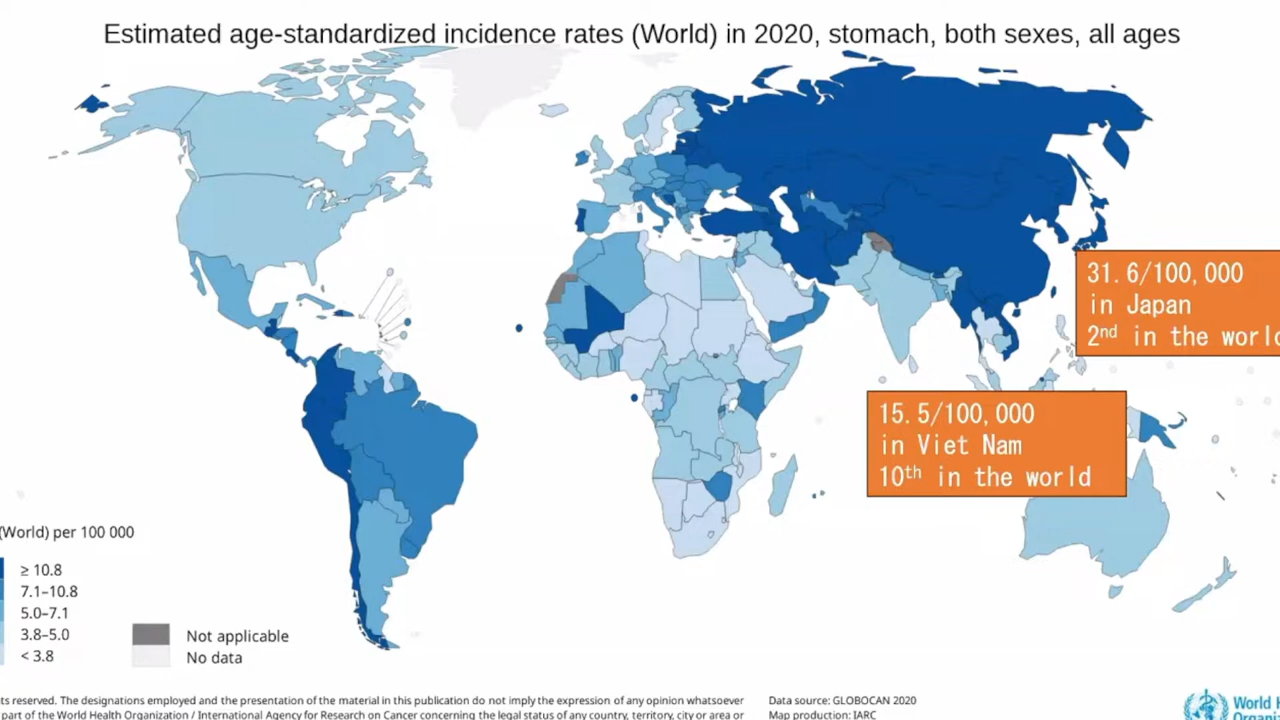 Estimated age-standardized incidence rates (World) in 2020, stomach, both sexes, all ages
31.6/100,000
in Japan
2nd in the world
15.5/100,000
in Viet Nam
10th in the world
(World) per 100 000
≥ 10.8
7.1–10.8
5.0–7.1
3.8–5.0
< 3.8
Not applicable
No data
ts reserved. The designations employed and the presentation of the material in this publication do not imply the expression of any opinion whatsoever
part of the World Health Organization / International Agency for Research on Cancer concerning the legal status of any country, territory, city or area or
Data source: GLOBOCAN 2020
Map production: IARC
World H